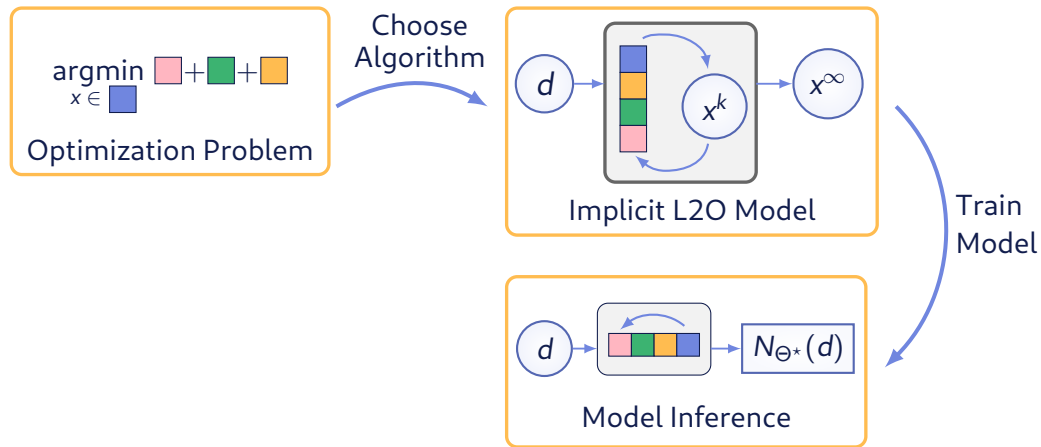 Choose
Algorithm
argmin + +
x ∈
Optimization Problem
d
x^k
x^∞
Implicit L2O Model
Train
Model
d
N_Θ⋆(d)
Model Inference